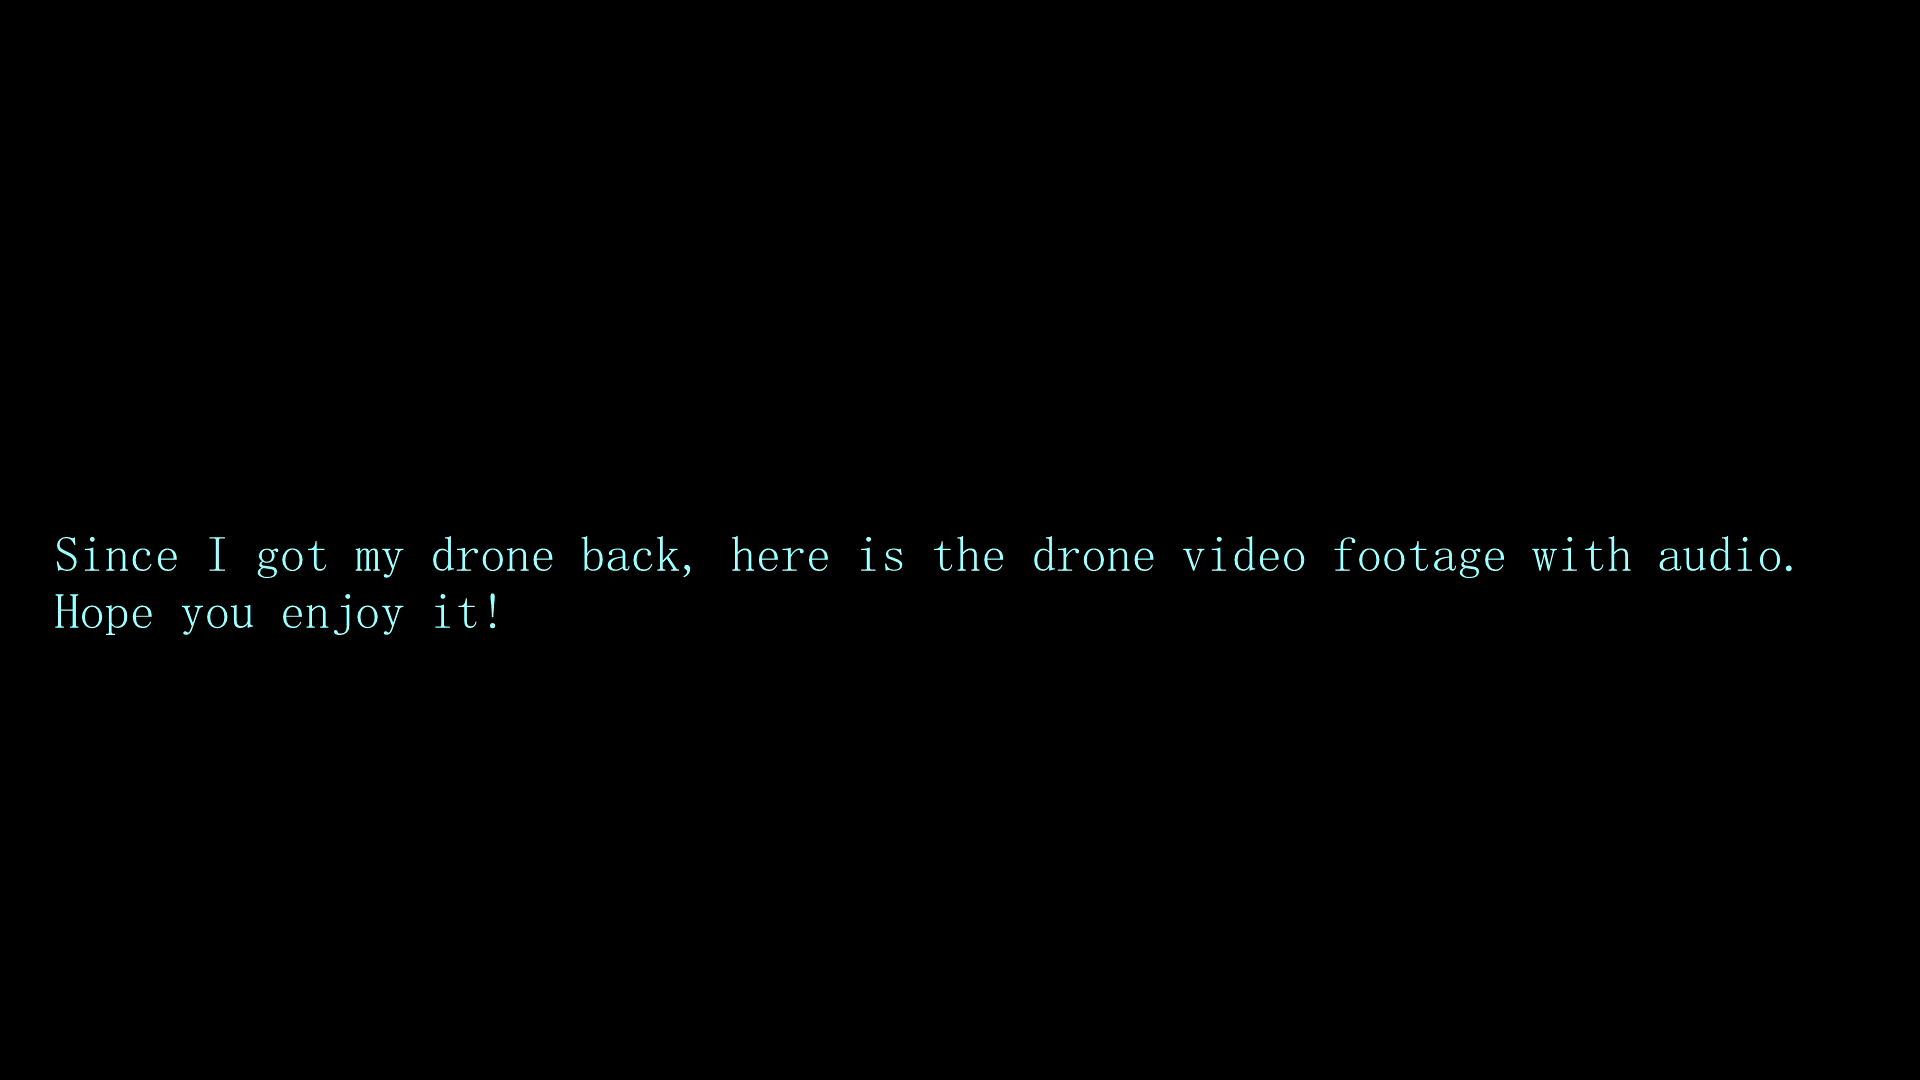 Since I got my drone back, here is the drone video footage with audio.
Hope you enjoy it!